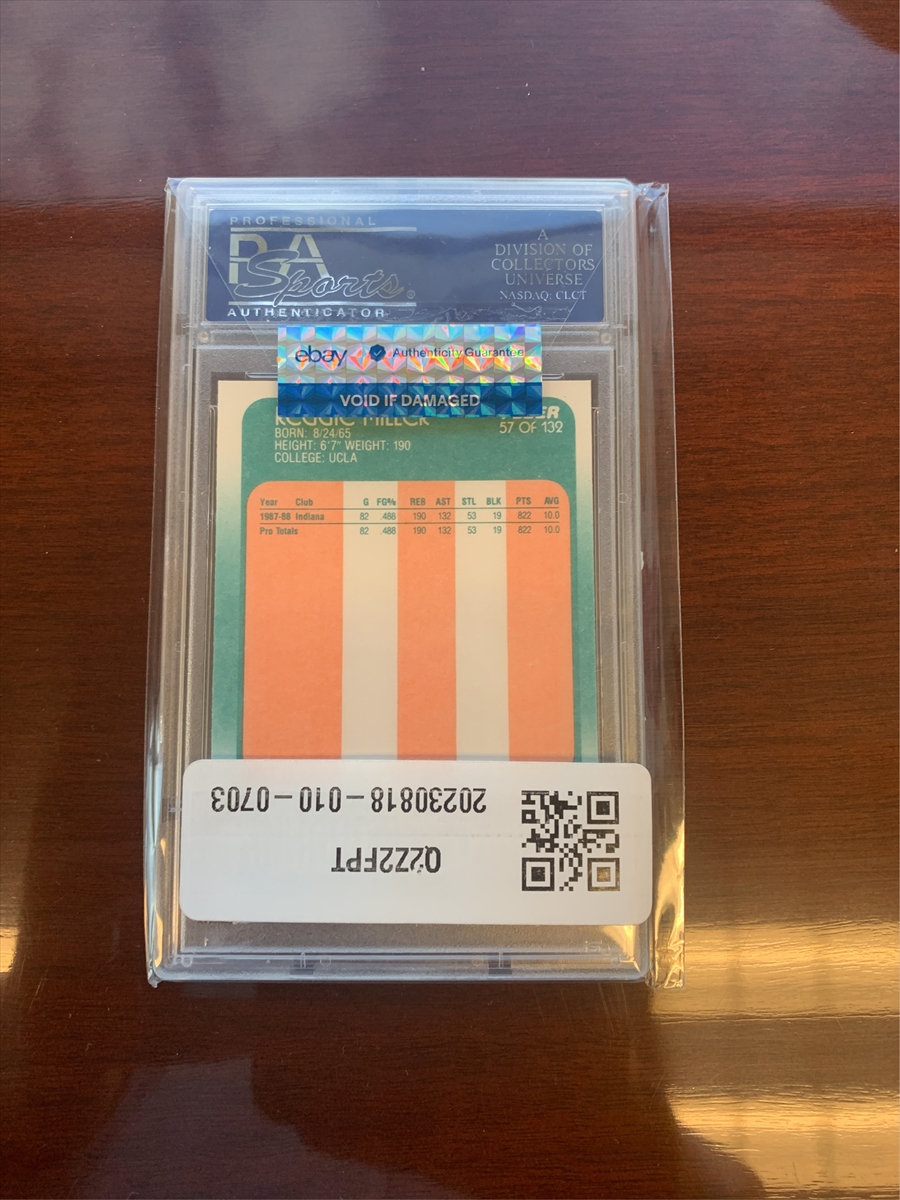 PROFESSIONAL
PSA
Sports®
AUTHENTICATOR
A
DIVISION OF
COLLECTORS
UNIVERSE
NASDAQ: CLCT
ebay Authenticity Guarantee
VOID IF DAMAGED
REGGIE MILLER
57 OF 132
BORN: 8/24/65
HEIGHT: 6'7" WEIGHT: 190
COLLEGE: UCLA
Year Club G FG% REB AST STL BLK PTS AVG
1987-88 Indiana 82 .488 190 132 53 19 822 10.0
Pro Totals 82 .488 190 132 53 19 822 10.0
Q2Z2FPT
20230818-010-0703